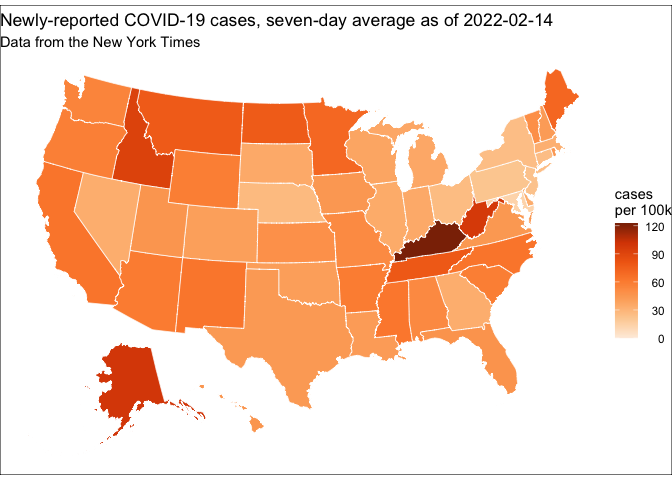 Newly-reported COVID-19 cases, seven-day average as of 2022-02-14
Data from the New York Times
cases
per 100k
120
90
60
30
0